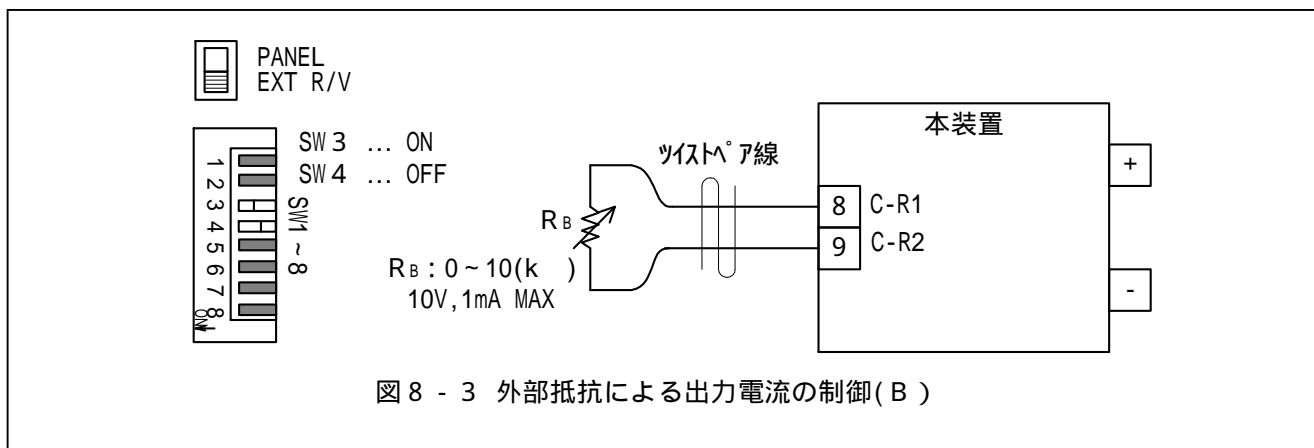 PANEL
EXT R/V
SW3 ... ON
SW4 ... OFF
1
2
3
4
5
6
7
8
ON
SW1~8
ツイストペア線
RB
RB:0~10(k )
10V,1mA MAX
本装置
8 C-R1
9 C-R2
+
-
図8-3 外部抵抗による出力電流の制御(B)